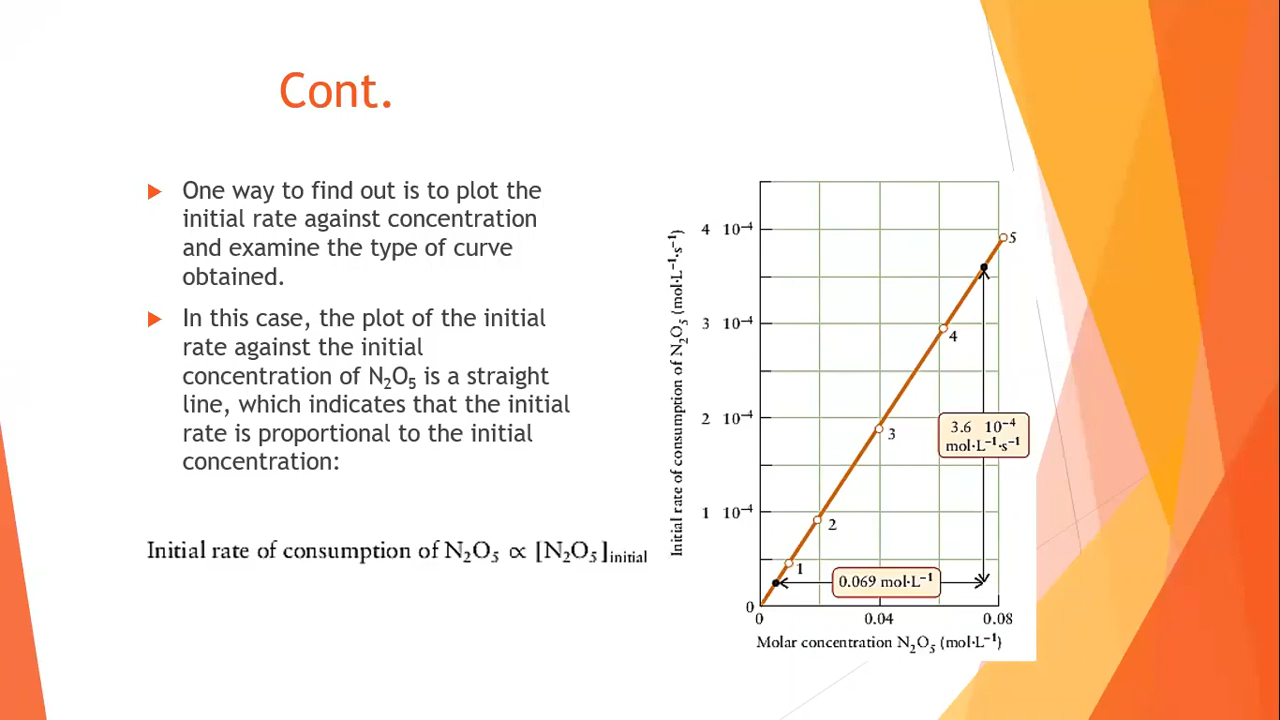 Cont.
One way to find out is to plot the
initial rate against concentration
and examine the type of curve
obtained.
In this case, the plot of the initial
rate against the initial
concentration of N₂O₅ is a straight
line, which indicates that the initial
rate is proportional to the initial
concentration:
Initial rate of consumption of N₂O₅ ∝ [N₂O₅]initial
Initial rate of consumption of N₂O₅ (mol·L⁻¹·s⁻¹)
4 10⁻⁴
3 10⁻⁴
2 10⁻⁴
1 10⁻⁴
0
5
4
3
2
1
3.6 10⁻⁴
mol·L⁻¹·s⁻¹
0.069 mol·L⁻¹
0 0.04 0.08
Molar concentration N₂O₅ (mol·L⁻¹)